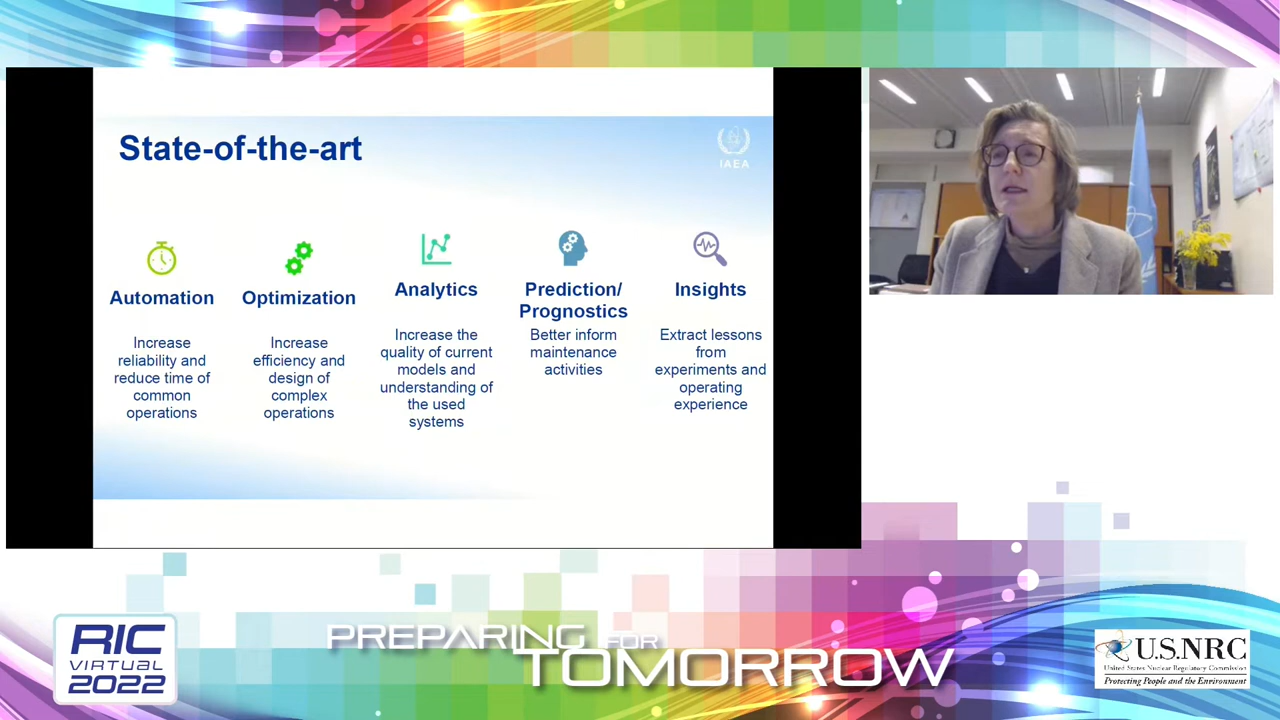 State-of-the-art
IAEA
Automation
Increase
reliability and
reduce time of
common
operations
Optimization
Increase
efficiency and
design of
complex
operations
Analytics
Increase the
quality of current
models and
understanding of
the used
systems
Prediction/
Prognostics
Better inform
maintenance
activities
Insights
Extract lessons
from
experiments and
operating
experience
RIC
VIRTUAL
2022
PREPARING FOR
TOMORROW
U.S.NRC
United States Nuclear Regulatory Commission
Protecting People and the Environment